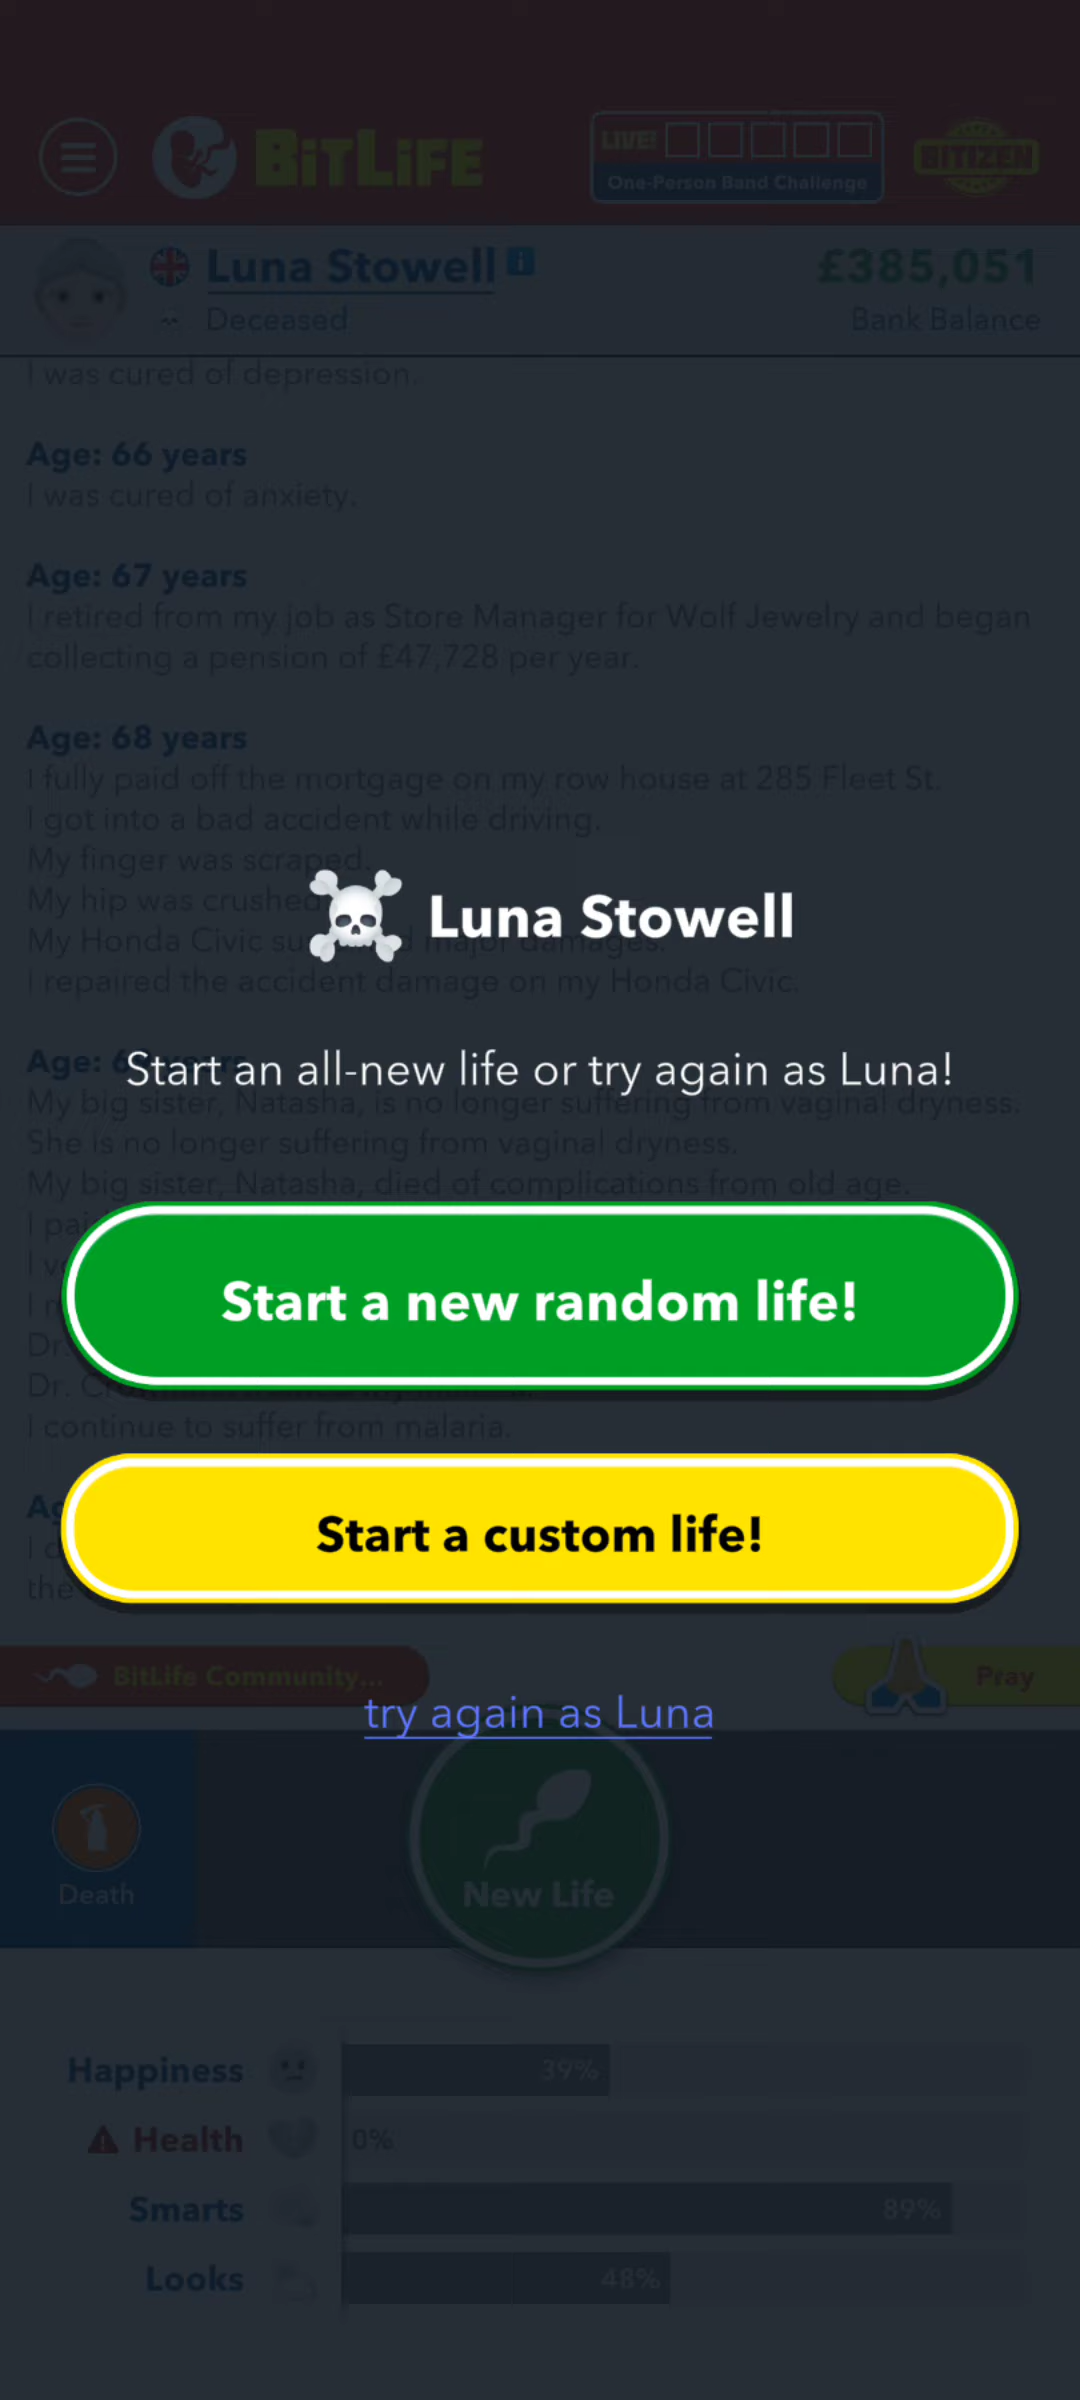 BITLIFE
LIVE!
One-Person Band Challenge
BITIZEN
Luna Stowell
£385,051
Deceased
Bank Balance
I was cured of depression.
Age: 66 years
I was cured of anxiety.
Age: 67 years
I retired from my job as Store Manager for Wolf Jewelry and began
collecting a pension of £47,728 per year.
Age: 68 years
I fully paid off the mortgage on my row house at 285 Fleet St.
I got into a bad accident while driving.
My finger was scraped.
My hip was crushed
Luna Stowell
My Honda Civic major damages.
I repaired the accident damage on my Honda Civic.
Age: years
Start an all-new life or try again as Luna!
My big sister, Natasha, is no longer suffering from vaginal dryness.
She is no longer suffering from vaginal dryness.
My big sister, Natasha, died of complications from old age.
Start a new random life!
Dr.
Dr.
I continue to suffer from malaria.
Start a custom life!
the
BitLife Community...
Pray
try again as Luna
Death
New Life
Happiness
39%
Health
0%
Smarts
89%
Looks
48%